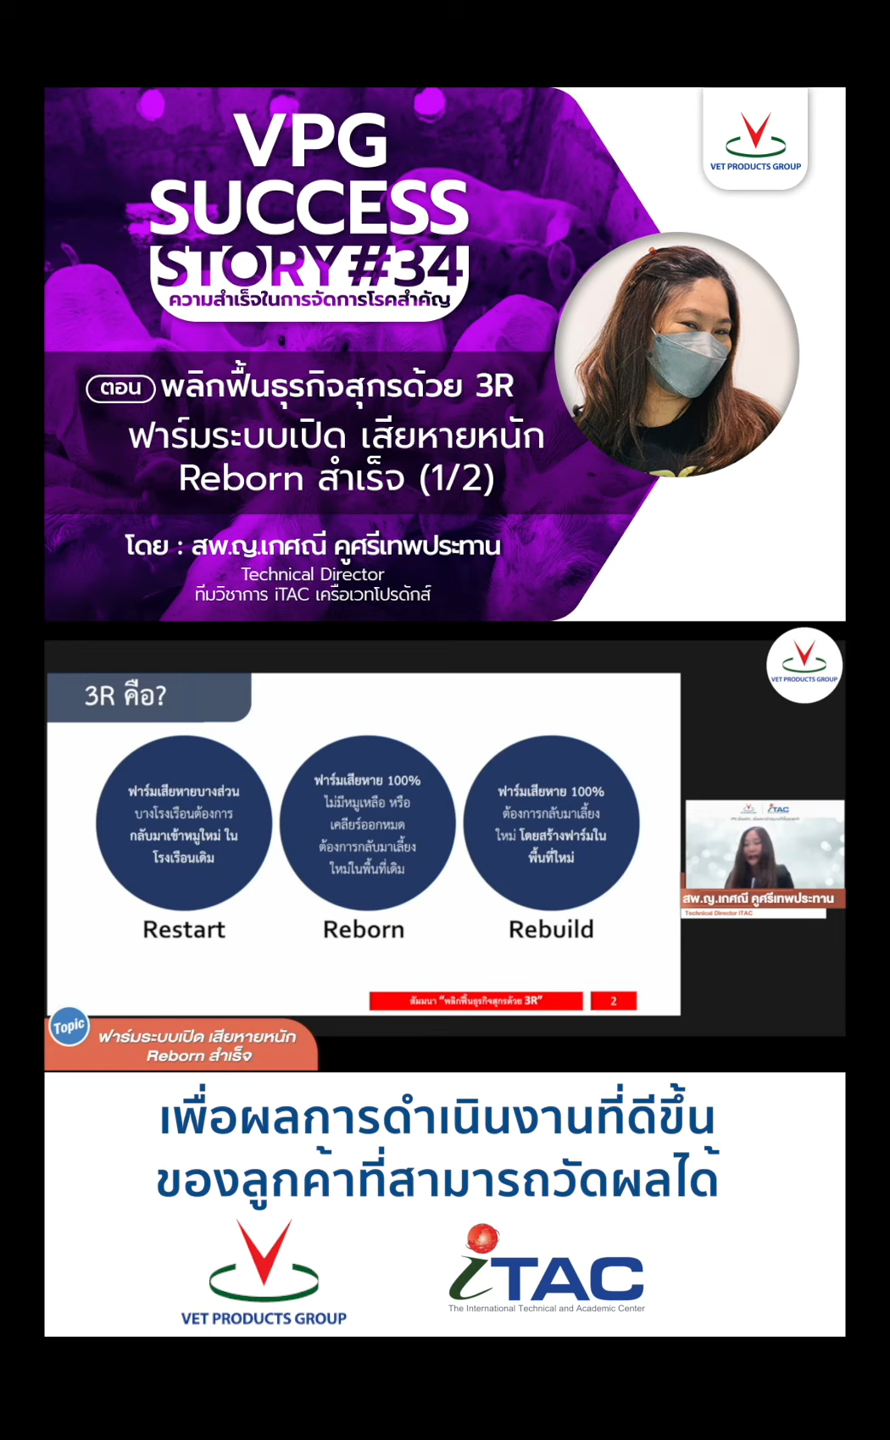 VPG
SUCCESS
STORY #34
ความสำเร็จในการจัดการโรคสำคัญ
VET PRODUCTS GROUP
ตอน พลิกฟื้นธุรกิจสุกรด้วย 3R
ฟาร์มระบบเปิด เสียหายหนัก
Reborn สำเร็จ (1/2)
โดย : สพ.ญ.เกศณี คูศรีเทพประทาน
Technical Director
ทีมวิชาการ iTAC เครือเวทโปรดักส์
VET PRODUCTS GROUP
3R คือ?
ฟาร์มเสียหายบางส่วน
บางโรงเรือนต้องการ
กลับมาเข้าหมูใหม่ ใน
โรงเรือนเดิม
Restart
ฟาร์มเสียหาย 100%
ไม่มีหมูเหลือ หรือ
เคลียร์ออกหมด
ต้องการกลับมาเลี้ยง
ใหม่ในพื้นที่เดิม
Reborn
ฟาร์มเสียหาย 100%
ต้องการกลับมาเลี้ยง
ใหม่ โดยสร้างฟาร์มใน
พื้นที่ใหม่
Rebuild
iTAC
สพ.ญ.เกศณี คูศรีเทพประทาน
Technical Director iTAC
สัมมนา "พลิกฟื้นธุรกิจสุกรด้วย 3R"
2
Topic
ฟาร์มระบบเปิด เสียหายหนัก
Reborn สำเร็จ
เพื่อผลการดำเนินงานที่ดีขึ้น
ของลูกค้าที่สามารถวัดผลได้
VET PRODUCTS GROUP
iTAC
The International Technical and Academic Center